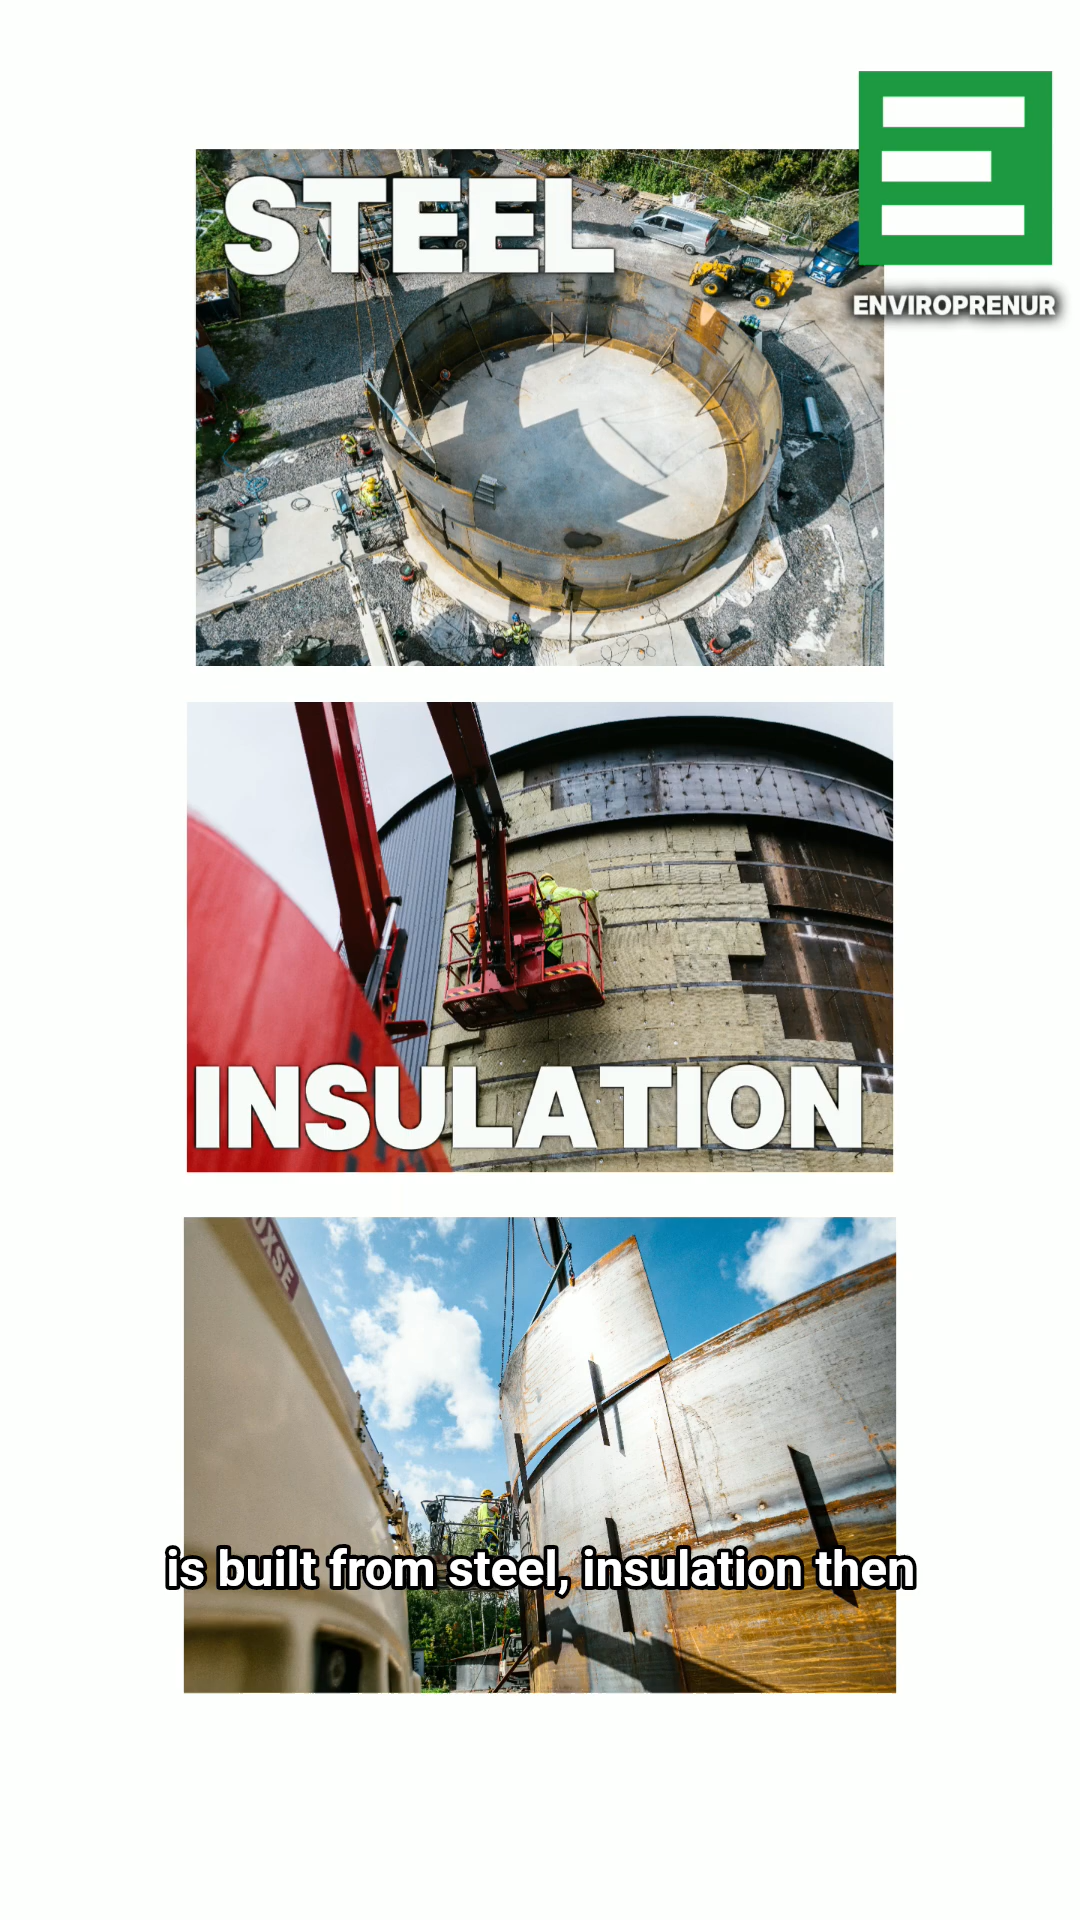 STEEL
ENVIROPRENUR
INSULATION
is built from steel, insulation then